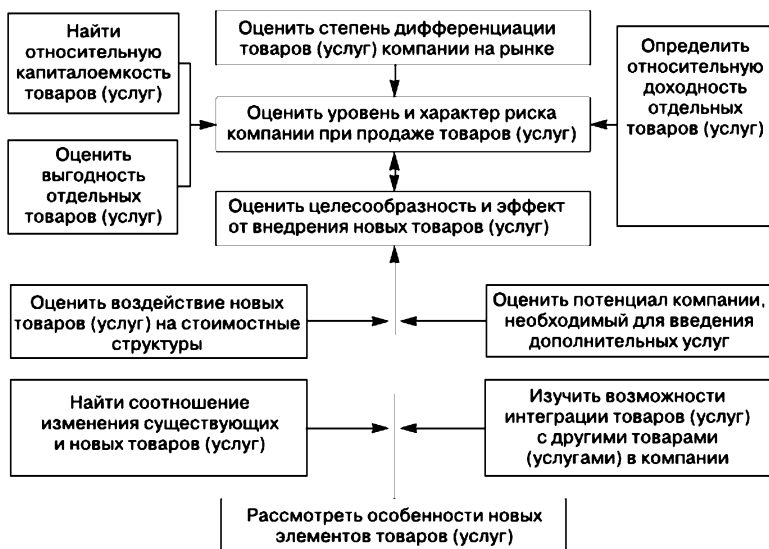 Найти
относительную
капиталоемкость
товаров (услуг)
Оценить степень дифференциации
товаров (услуг) компании на рынке
Определить
относительную
доходность
отдельных
товаров (услуг)
Оценить уровень и характер риска
компании при продаже товаров (услуг)
Оценить
выгодность
отдельных
товаров (услуг)
Оценить целесообразность и эффект
от внедрения новых товаров (услуг)
Оценить воздействие новых
товаров (услуг) на стоимостные
структуры
Оценить потенциал компании,
необходимый для введения
дополнительных услуг
Найти соотношение
изменения существующих
и новых товаров (услуг)
Изучить возможности
интеграции товаров (услуг)
с другими товарами
(услугами) в компании
Рассмотреть особенности новых
элементов товаров (услуг)